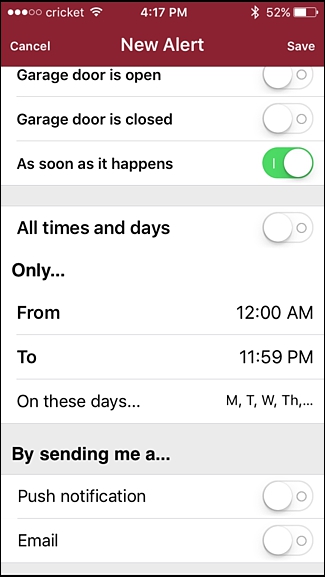 cricket 4:17 PM 52%
Cancel New Alert Save
Garage door is open
Garage door is closed
As soon as it happens
All times and days
Only...
From 12:00 AM
To 11:59 PM
On these days... M, T, W, Th,...
By sending me a...
Push notification
Email